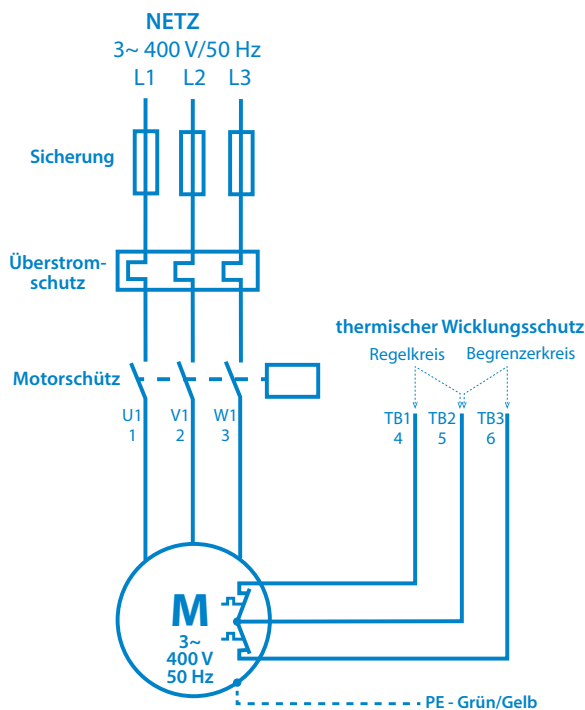 NETZ
3~ 400 V/50 Hz
L1 L2 L3
Sicherung
Überstrom-
schutz
thermischer Wicklungsschutz
Regelkreis Begrenzerkreis
Motorschütz
U1 V1 W1
1 2 3
TB1 TB2 TB3
4 5 6
M
3~
400 V
50 Hz
PE - Grün/Gelb